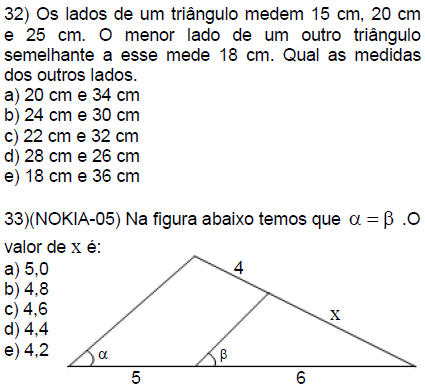 32) Os lados de um triângulo medem 15 cm, 20 cm
e 25 cm. O menor lado de um outro triângulo
semelhante a esse mede 18 cm. Qual as medidas
dos outros lados.
a) 20 cm e 34 cm
b) 24 cm e 30 cm
c) 22 cm e 32 cm
d) 28 cm e 26 cm
e) 18 cm e 36 cm
33)(NOKIA-05) Na figura abaixo temos que α = β .O
valor de x é:
a) 5,0
b) 4,8
c) 4,6
d) 4,4
e) 4,2
4
x
α
β
5
6